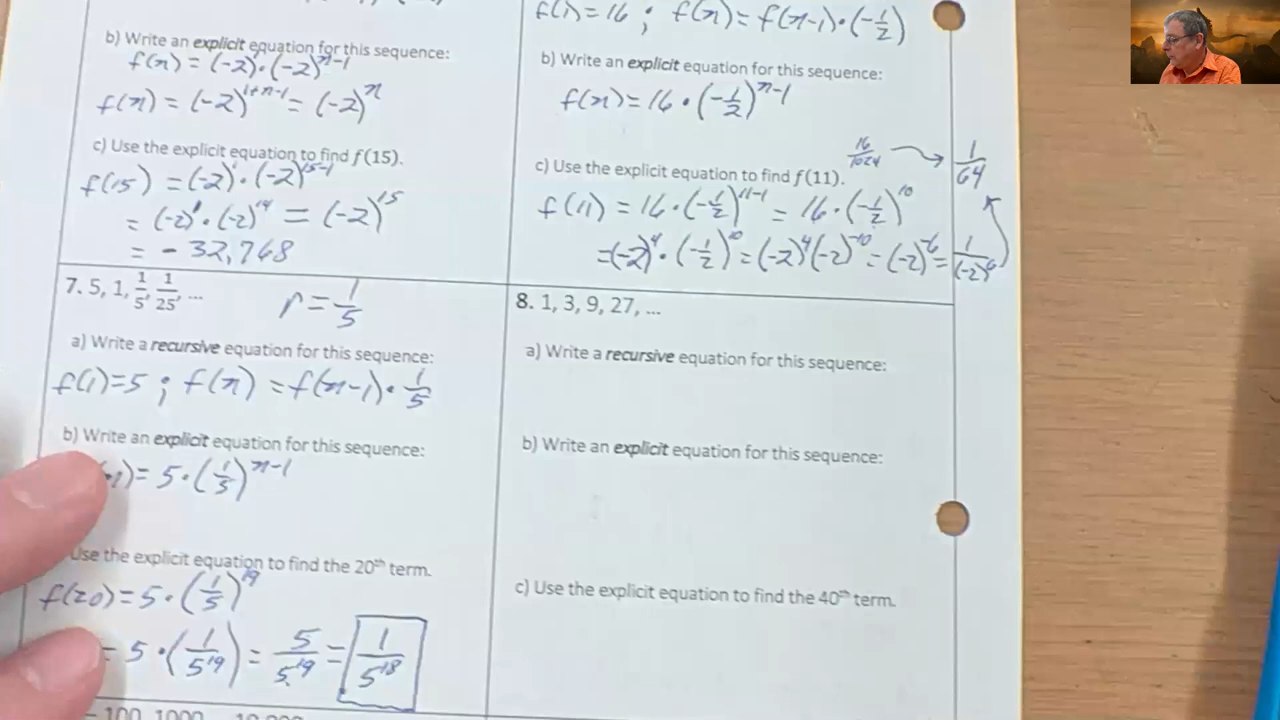 b) Write an explicit equation for this sequence:
f(n) = (-2)¹·(-2)ⁿ⁻¹
f(n) = (-2)¹⁺ⁿ⁻¹ = (-2)ⁿ
c) Use the explicit equation to find f(15).
f(15) = (-2)¹·(-2)¹⁵⁻¹
= (-2)¹·(-2)¹⁴ = (-2)¹⁵
= -32,768
f(1) = 16 ; f(n) = f(n-1)·(-1/2)
b) Write an explicit equation for this sequence:
f(n) = 16·(-1/2)ⁿ⁻¹
16/1024 → 1/64
c) Use the explicit equation to find f(11).
f(11) = 16·(-1/2)¹¹⁻¹ = 16·(-1/2)¹⁰
=(-2)⁴·(-1/2)¹⁰ = (-2)⁴(-2)⁻¹⁰ = (-2)⁻⁶ = 1/(-2)⁶
7. 5, 1, 1/5, 1/25, ... r = 1/5
a) Write a recursive equation for this sequence:
f(1)=5 ; f(n) = f(n-1)·1/5
b) Write an explicit equation for this sequence:
) = 5·(1/5)ⁿ⁻¹
Use the explicit equation to find the 20th term.
f(20) = 5·(1/5)¹⁹
= 5·(1/5¹⁹) = 5/5¹⁹ = 1/5¹⁸
8. 1, 3, 9, 27, ...
a) Write a recursive equation for this sequence:
b) Write an explicit equation for this sequence:
c) Use the explicit equation to find the 40th term.